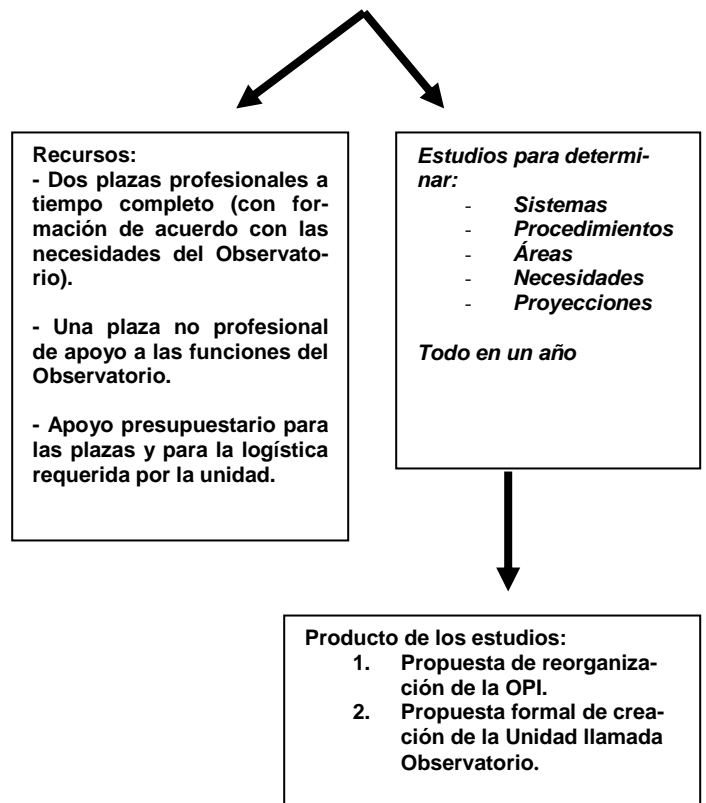 Recursos:
- Dos plazas profesionales a
tiempo completo (con for-
mación de acuerdo con las
necesidades del Observato-
rio).
- Una plaza no profesional
de apoyo a las funciones del
Observatorio.
- Apoyo presupuestario para
las plazas y para la logística
requerida por la unidad.
Estudios para determi-
nar:
- Sistemas
- Procedimientos
- Áreas
- Necesidades
- Proyecciones
Todo en un año
Producto de los estudios:
1. Propuesta de reorganiza-
ción de la OPI.
2. Propuesta formal de crea-
ción de la Unidad llamada
Observatorio.